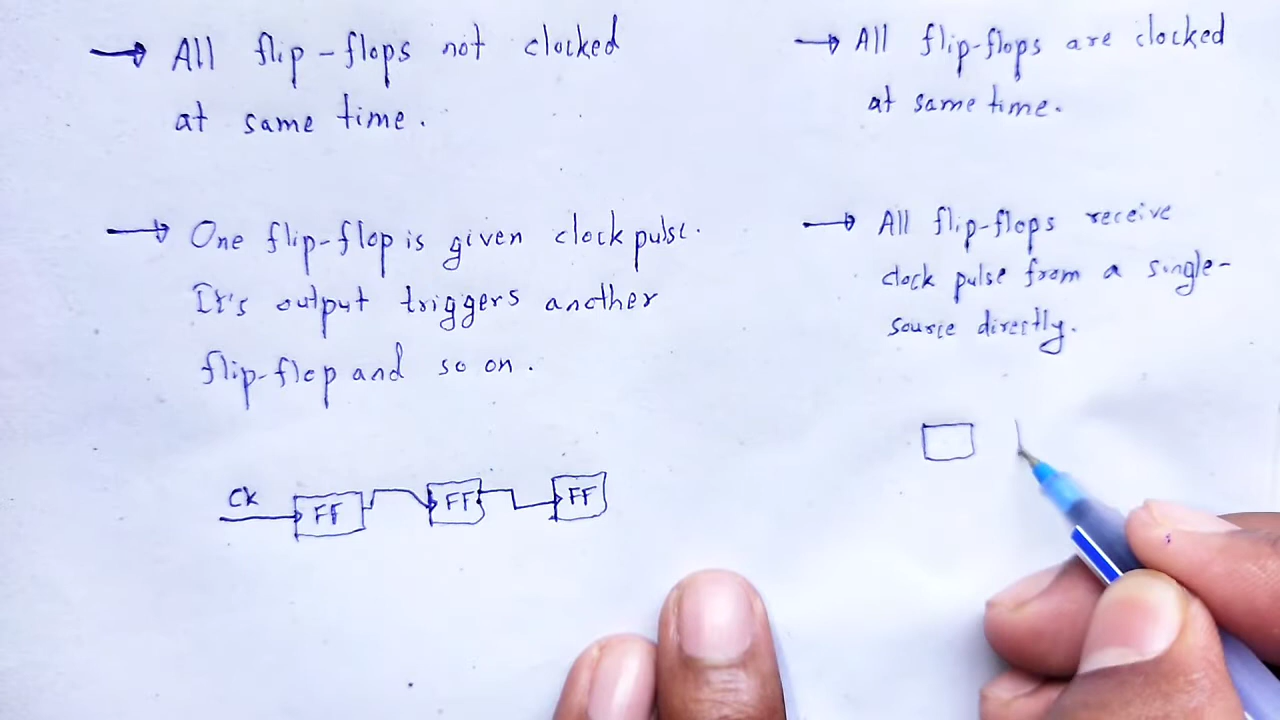 → All flip-flops not clocked
at same time.
→ One flip-flop is given clock pulse.
It's output triggers another
flip-flop and so on.
CK
FF
FF
FF
→ All flip-flops are clocked
at same time.
→ All flip-flops receive
clock pulse from a single-
source directly.